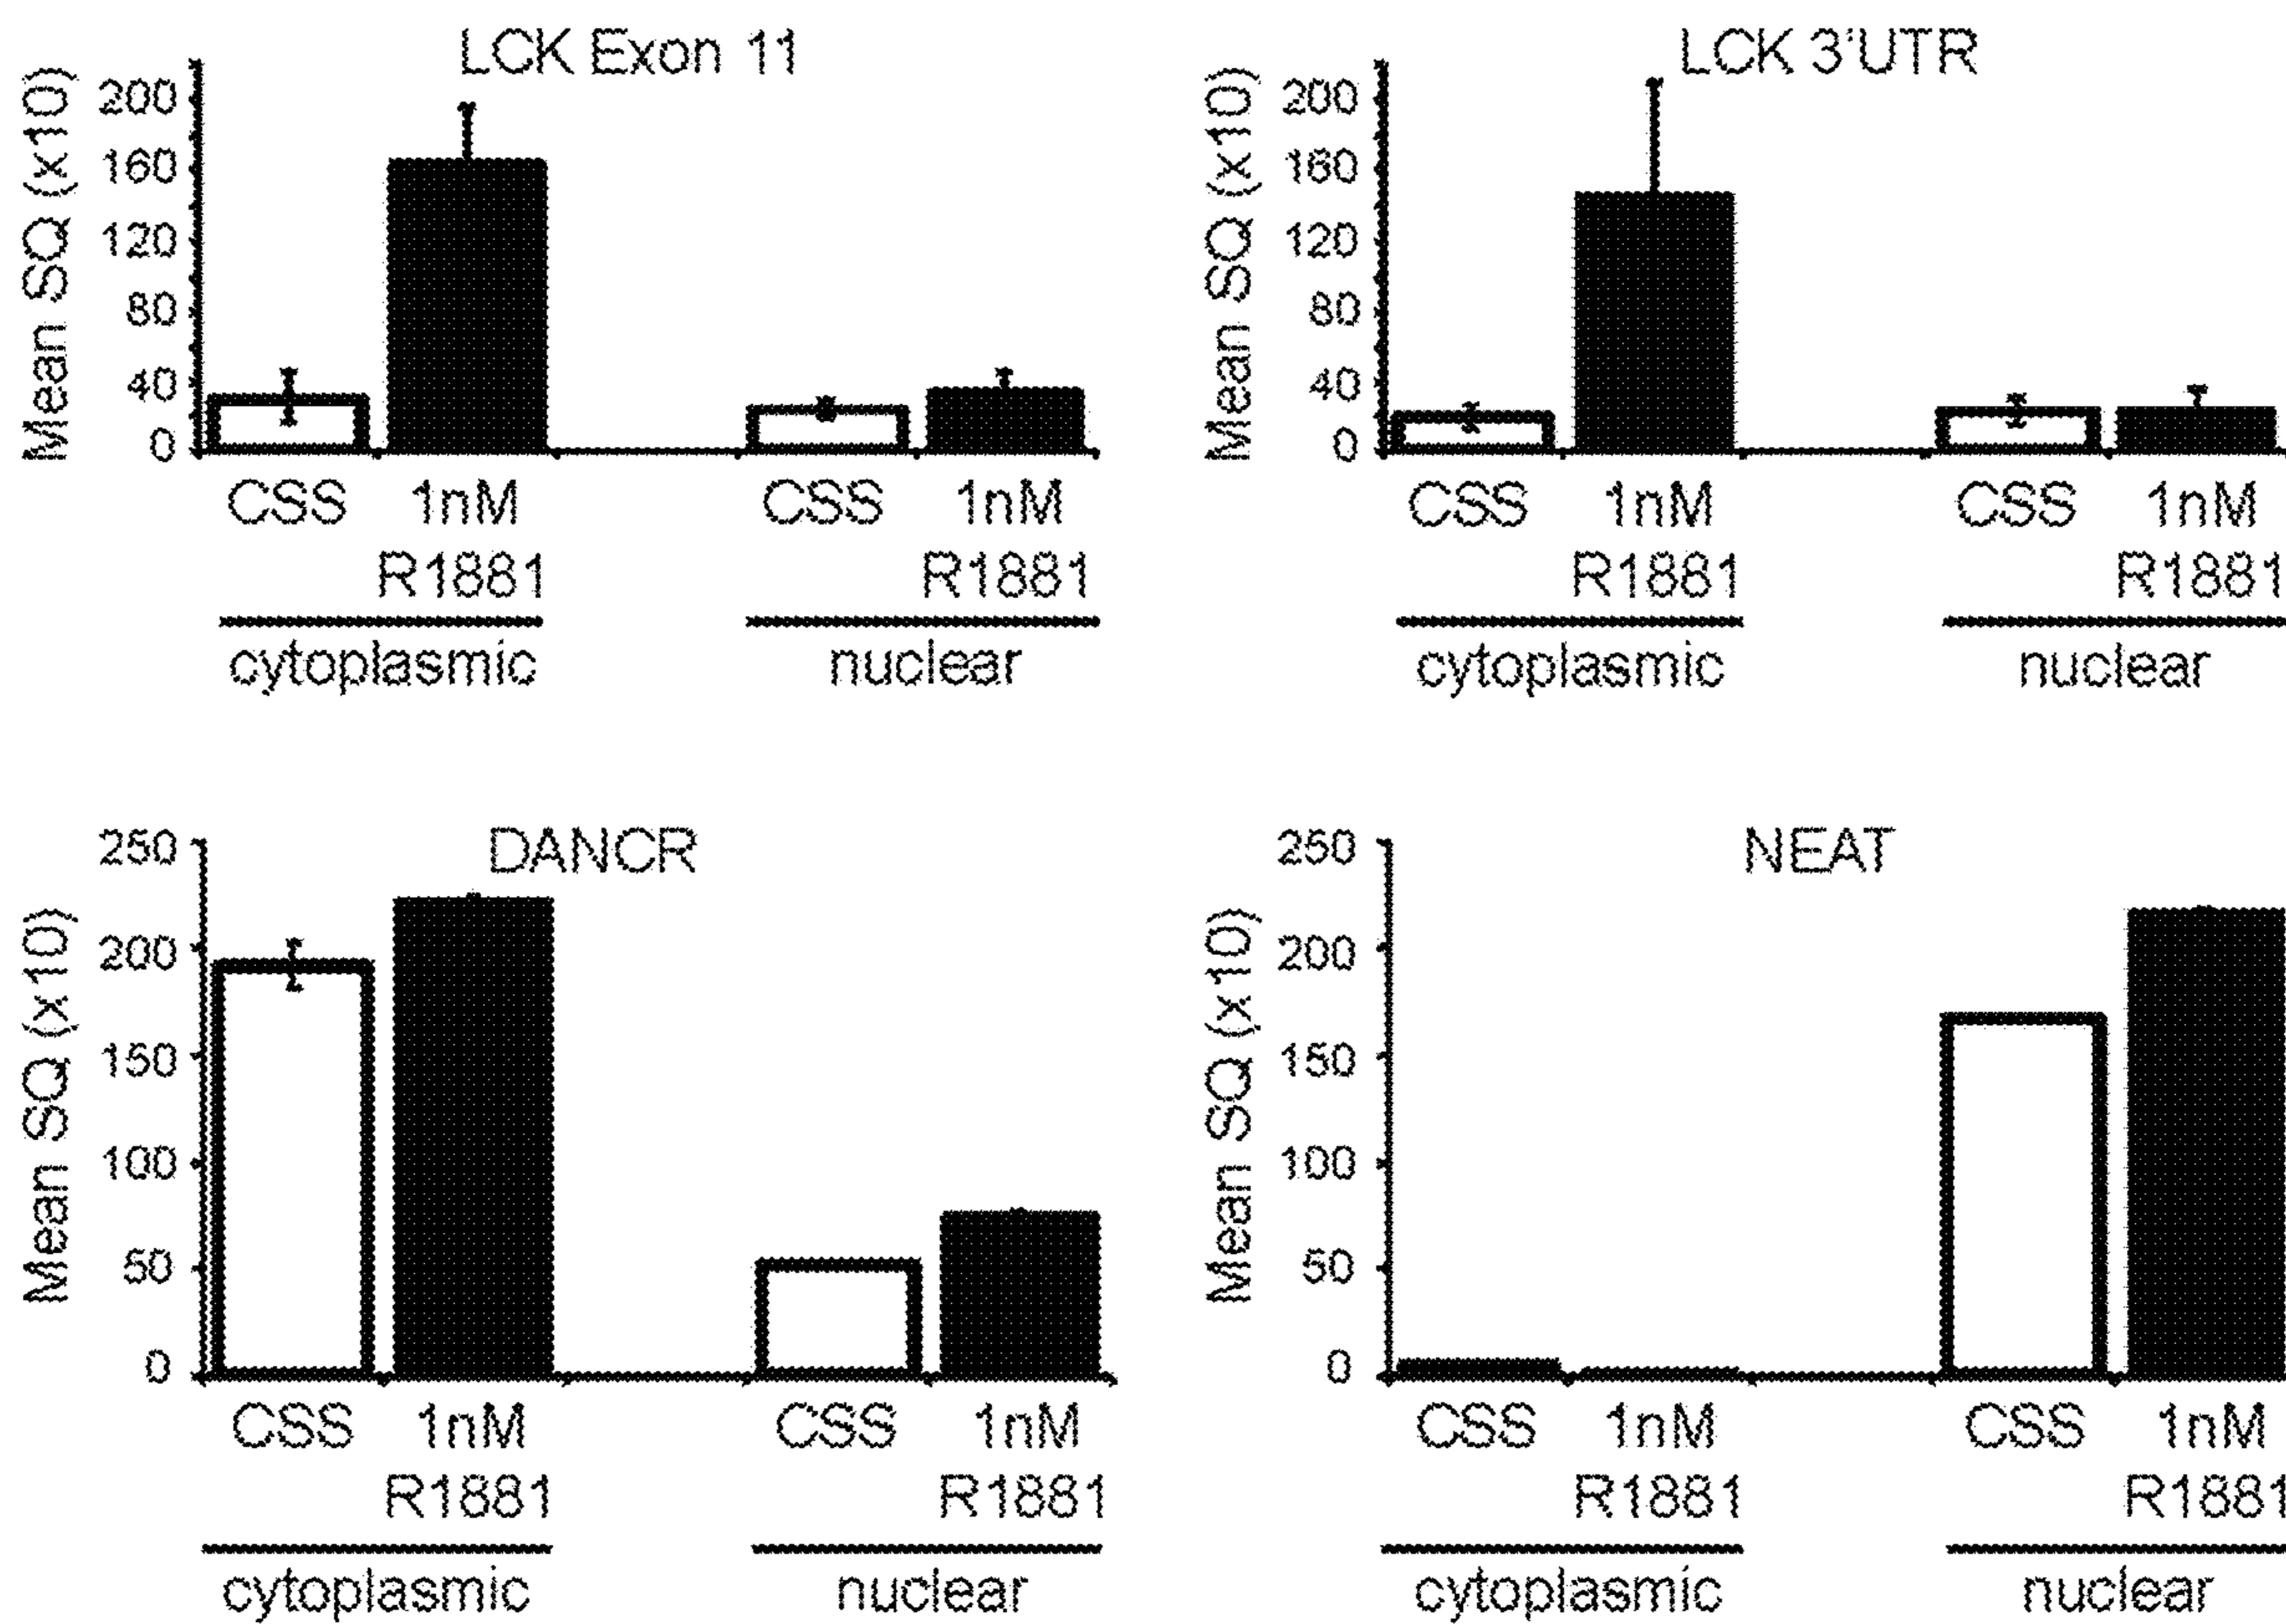 LCK Exon 11
Mean SQ (x10)
200
160
120
80
40
0
CSS 1nM CSS 1nM
R1881 R1881
cytoplasmic nuclear
LCK 3'UTR
Mean SQ (x10)
200
160
120
80
40
0
CSS 1nM CSS 1nM
R1881 R1881
cytoplasmic nuclear
DANCR
Mean SQ (x10)
250
200
150
100
50
0
CSS 1nM CSS 1nM
R1881 R1881
cytoplasmic nuclear
NEAT
Mean SQ (x10)
250
200
150
100
50
0
CSS 1nM CSS 1nM
R1881 R1881
cytoplasmic nuclear